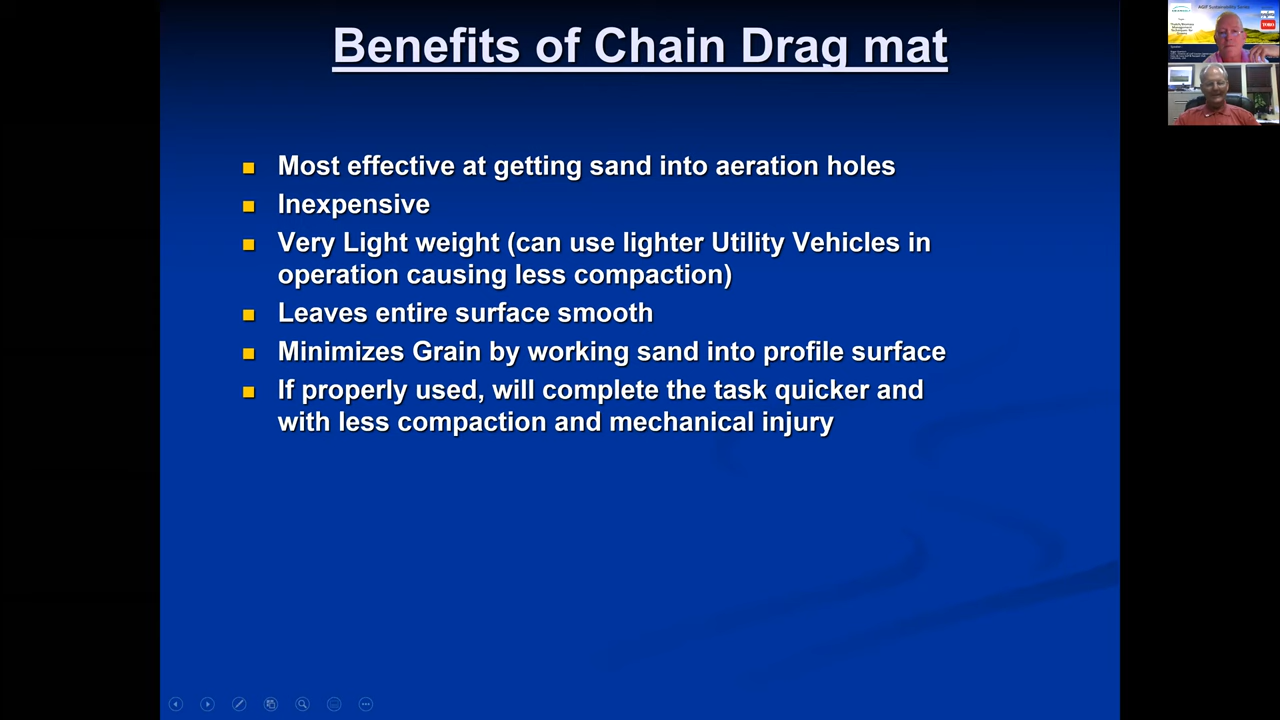 Benefits of Chain Drag mat
Most effective at getting sand into aeration holes
Inexpensive
Very Light weight (can use lighter Utility Vehicles in
operation causing less compaction)
Leaves entire surface smooth
Minimizes Grain by working sand into profile surface
If properly used, will complete the task quicker and
with less compaction and mechanical injury
TORO